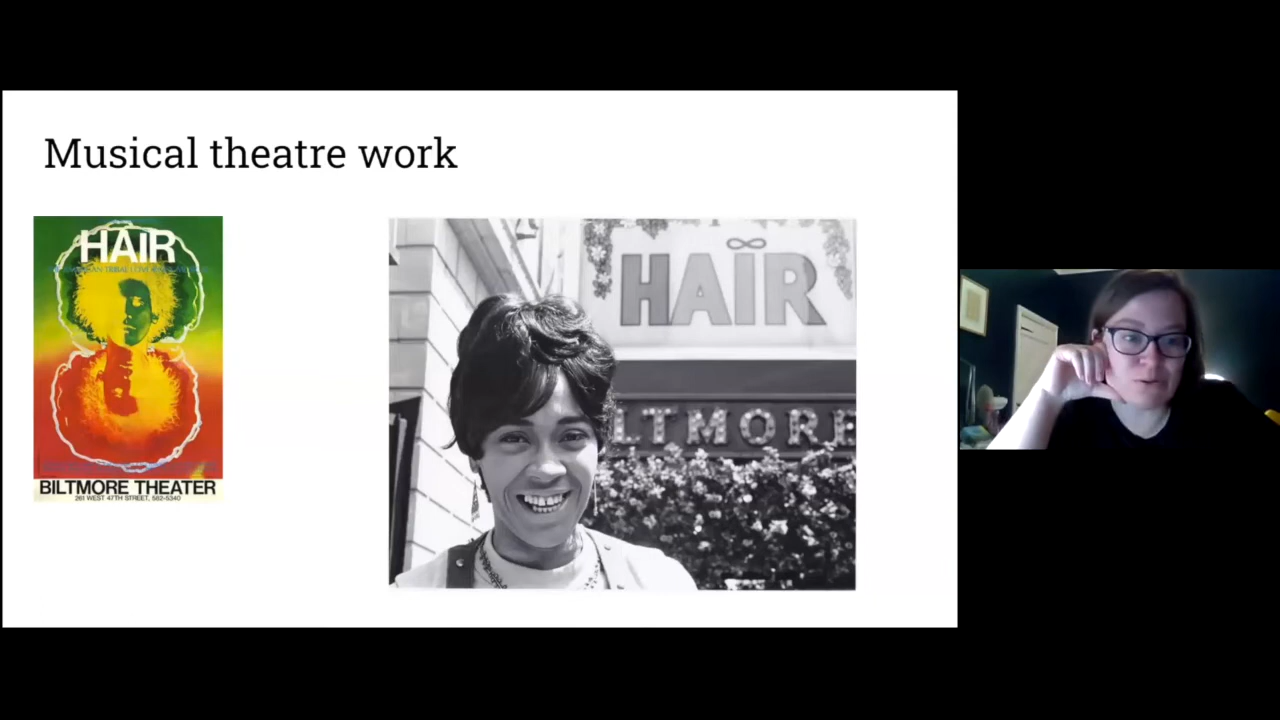 Musical theatre work
HAIR
BILTMORE THEATER
261 WEST 47TH STREET, 582-5340
HAIR
LTMORE